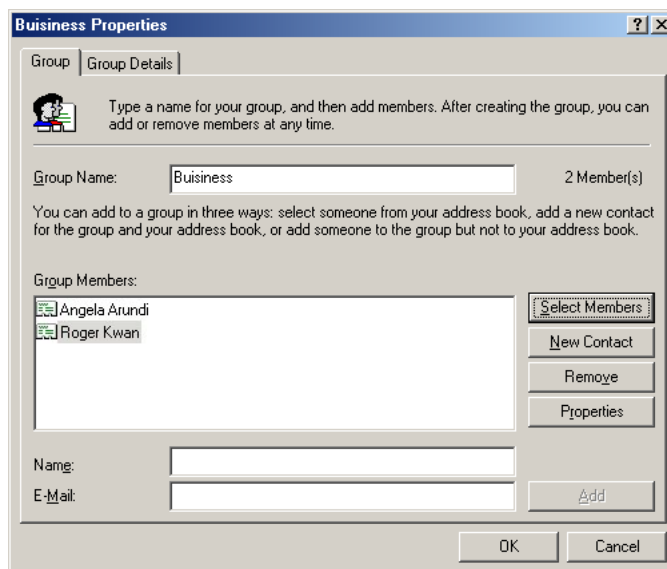 Buisiness Properties
Group Group Details
Type a name for your group, and then add members. After creating the group, you can
add or remove members at any time.
Group Name: Buisiness 2 Member(s)
You can add to a group in three ways: select someone from your address book, add a new contact
for the group and your address book, or add someone to the group but not to your address book.
Group Members:
Angela Arundi
Roger Kwan
Select Members
New Contact
Remove
Properties
Name:
E-Mail: Add
OK Cancel